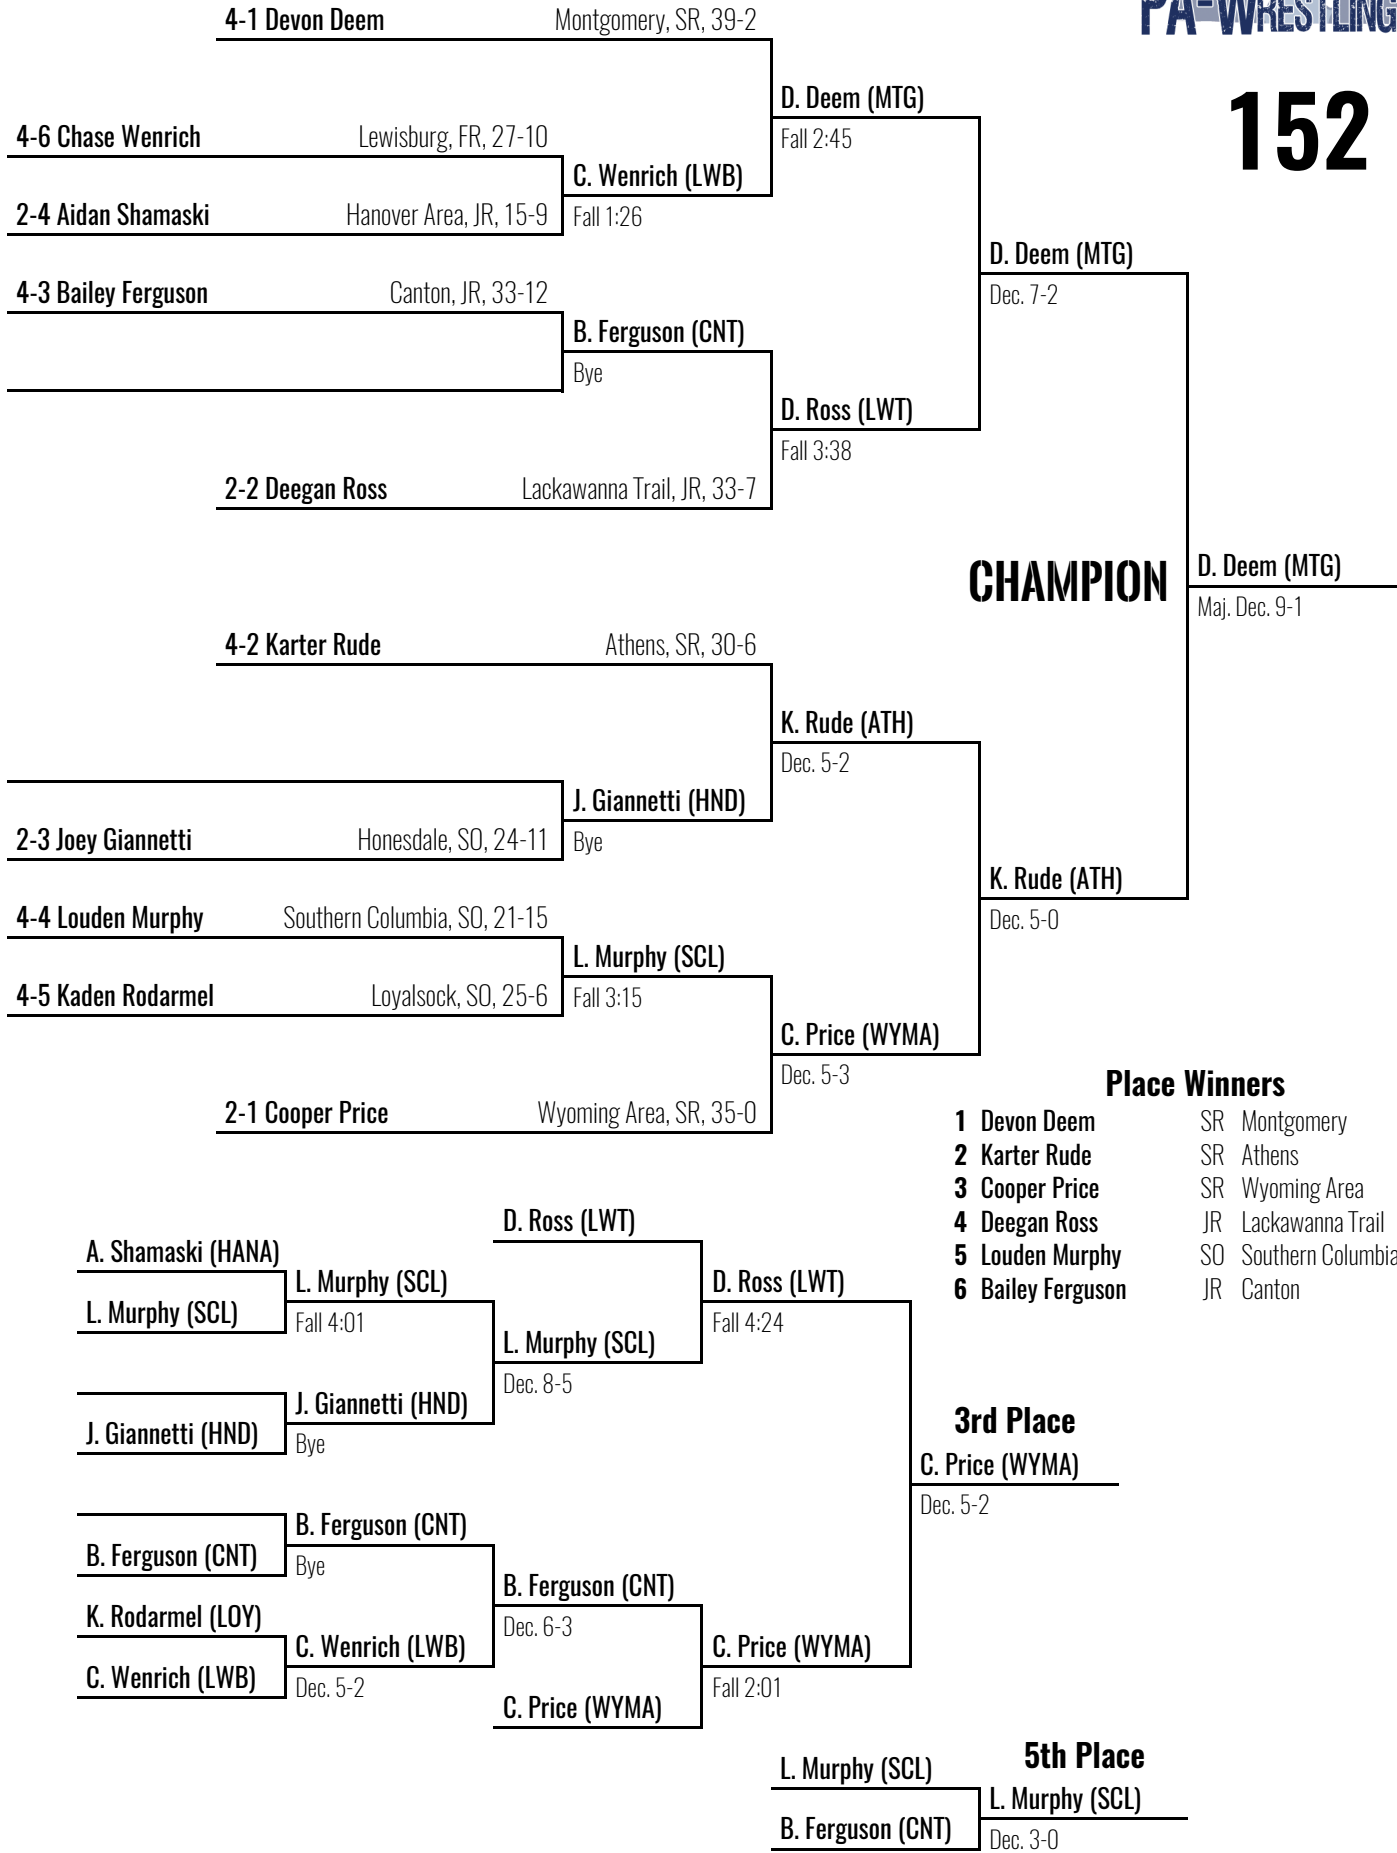 PA-WRESTLING
152
4-1 Devon Deem Montgomery, SR, 39-2
D. Deem (MTG)
Fall 2:45
4-6 Chase Wenrich Lewisburg, FR, 27-10
C. Wenrich (LWB)
Fall 1:26
2-4 Aidan Shamaski Hanover Area, JR, 15-9
D. Deem (MTG)
Dec. 7-2
4-3 Bailey Ferguson Canton, JR, 33-12
B. Ferguson (CNT)
Bye
D. Ross (LWT)
Fall 3:38
2-2 Deegan Ross Lackawanna Trail, JR, 33-7
CHAMPION
D. Deem (MTG)
Maj. Dec. 9-1
4-2 Karter Rude Athens, SR, 30-6
K. Rude (ATH)
Dec. 5-2
J. Giannetti (HND)
Bye
2-3 Joey Giannetti Honesdale, SO, 24-11
K. Rude (ATH)
Dec. 5-0
4-4 Louden Murphy Southern Columbia, SO, 21-15
L. Murphy (SCL)
Fall 3:15
4-5 Kaden Rodarmel Loyalsock, SO, 25-6
C. Price (WYMA)
Dec. 5-3
2-1 Cooper Price Wyoming Area, SR, 35-0
Place Winners
1 Devon Deem SR Montgomery
2 Karter Rude SR Athens
3 Cooper Price SR Wyoming Area
4 Deegan Ross JR Lackawanna Trail
5 Louden Murphy SO Southern Columbia
6 Bailey Ferguson JR Canton
D. Ross (LWT)
A. Shamaski (HANA)
L. Murphy (SCL)
Fall 4:01
L. Murphy (SCL)
D. Ross (LWT)
Fall 4:24
L. Murphy (SCL)
Dec. 8-5
J. Giannetti (HND)
Bye
J. Giannetti (HND)
3rd Place
C. Price (WYMA)
Dec. 5-2
B. Ferguson (CNT)
Bye
B. Ferguson (CNT)
B. Ferguson (CNT)
Dec. 6-3
K. Rodarmel (LOY)
C. Wenrich (LWB)
Dec. 5-2
C. Wenrich (LWB)
C. Price (WYMA)
Fall 2:01
C. Price (WYMA)
5th Place
L. Murphy (SCL)
L. Murphy (SCL)
Dec. 3-0
B. Ferguson (CNT)